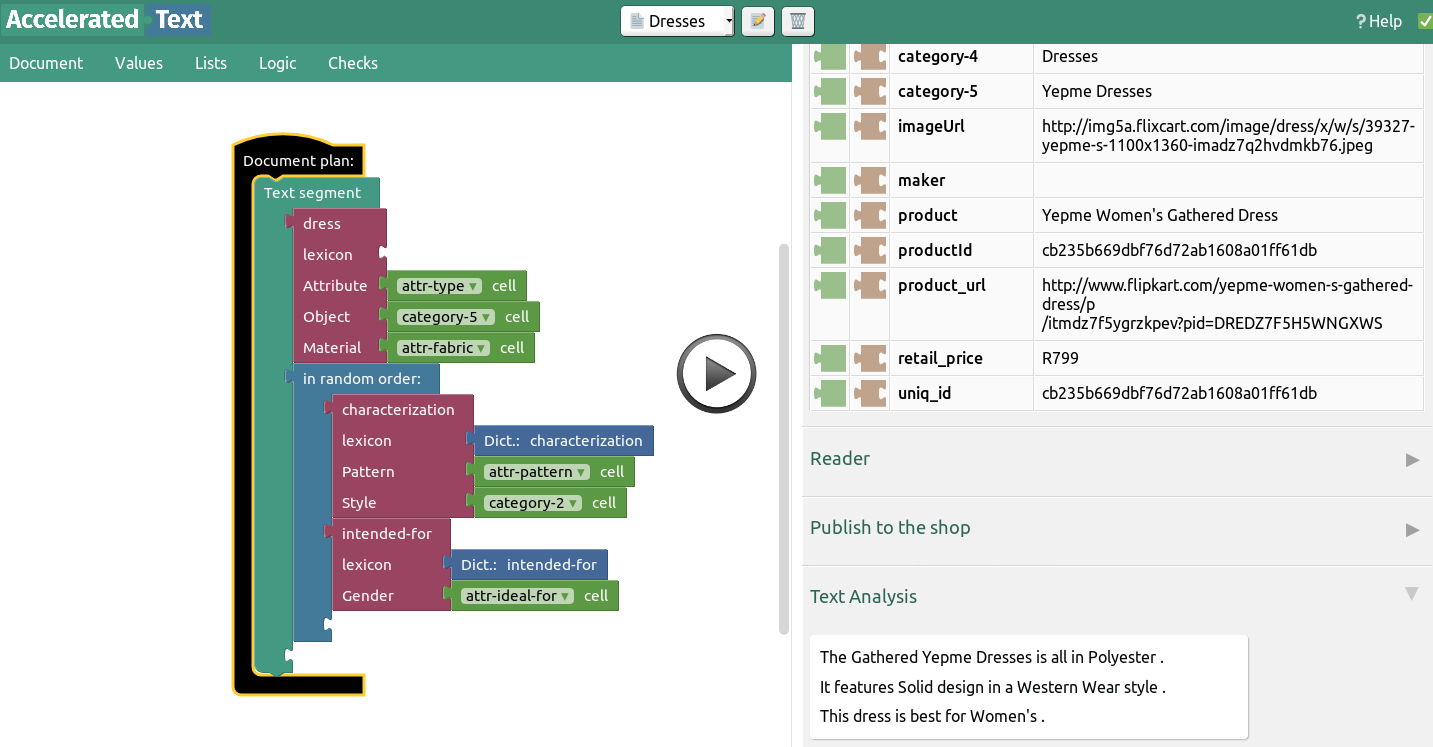 Accelerated Text
Dresses
? Help
Document Values Lists Logic Checks
Document plan:
Text segment
dress
lexicon
Attribute attr-type cell
Object category-5 cell
Material attr-fabric cell
in random order:
characterization
lexicon Dict.: characterization
Pattern attr-pattern cell
Style category-2 cell
intended-for
lexicon Dict.: intended-for
Gender attr-ideal-for cell
category-4 Dresses
category-5 Yepme Dresses
imageUrl http://img5a.flixcart.com/image/dress/x/w/s/39327-
yepme-s-1100x1360-imadz7q2hvdmkb76.jpeg
maker
product Yepme Women's Gathered Dress
productId cb235b669dbf76d72ab1608a01ff61db
product_url http://www.flipkart.com/yepme-women-s-gathered-
dress/p
/itmdz7f5ygrzkpev?pid=DREDZ7F5H5WNGXWS
retail_price R799
uniq_id cb235b669dbf76d72ab1608a01ff61db
Reader
Publish to the shop
Text Analysis
The Gathered Yepme Dresses is all in Polyester .
It features Solid design in a Western Wear style .
This dress is best for Women's .